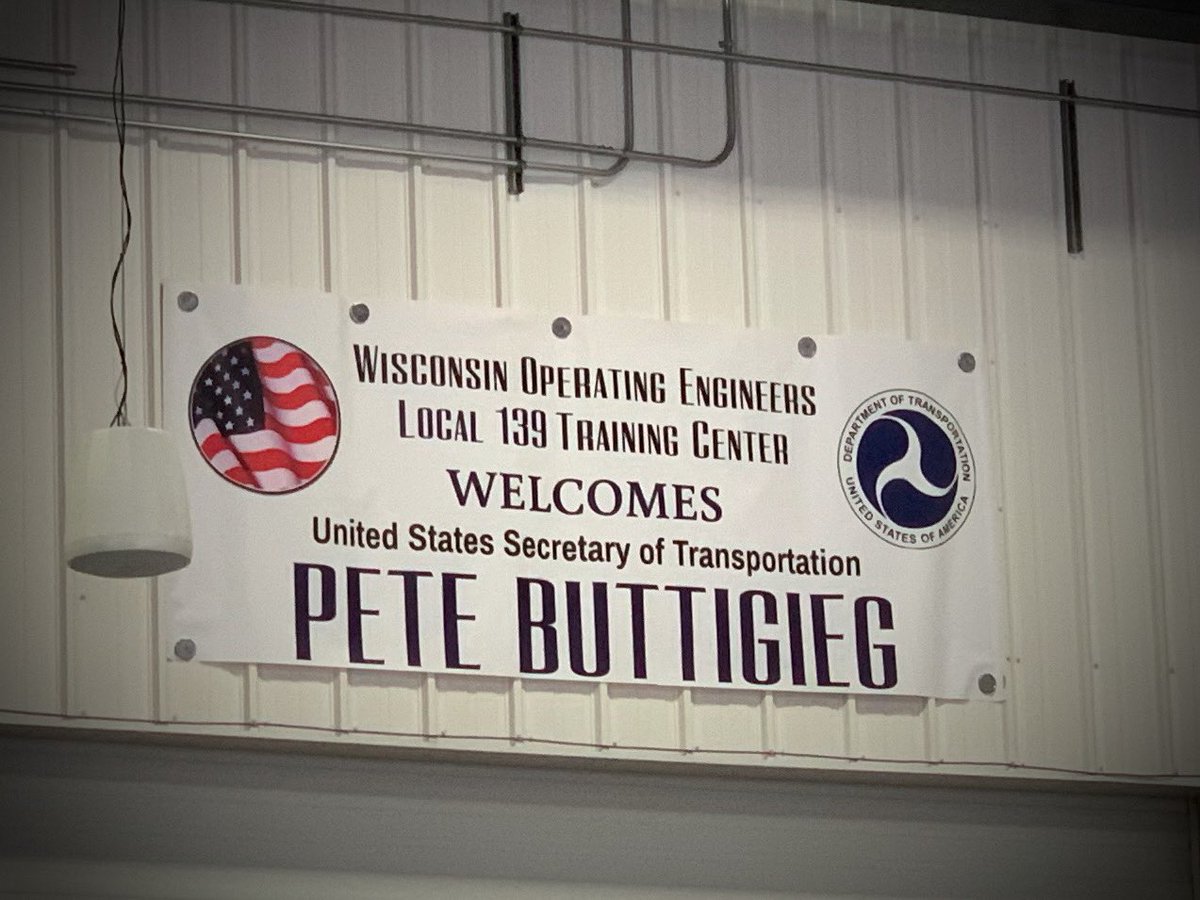 WISCONSIN OPERATING ENGINEERS
LOCAL 139 TRAINING CENTER
WELCOMES
United States Secretary of Transportation
PETE BUTTIGIEG
DEPARTMENT OF TRANSPORTATION
UNITED STATES OF AMERICA